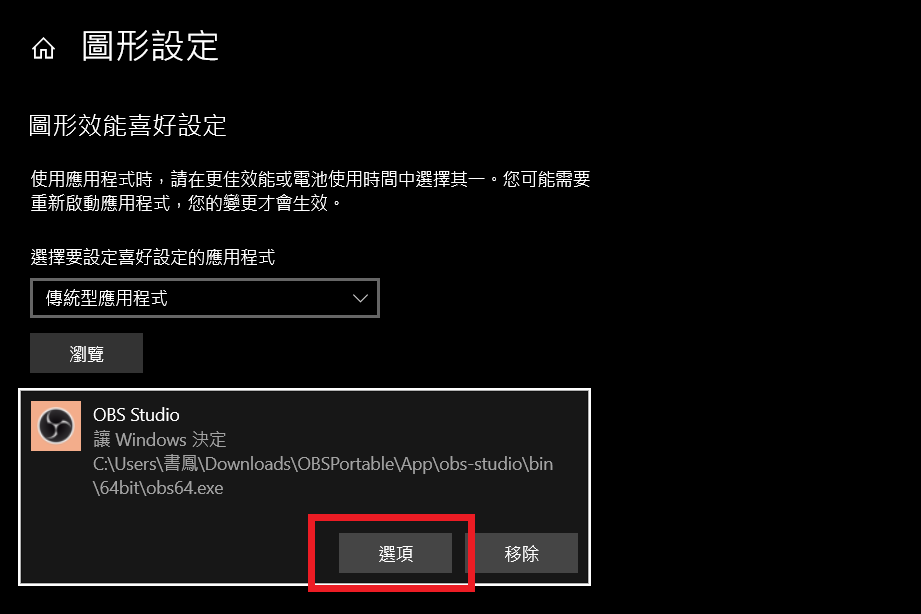 圖形設定
圖形效能喜好設定
使用應用程式時，請在更佳效能或電池使用時間中選擇其一。您可能需要
重新啟動應用程式，您的變更才會生效。
選擇要設定喜好設定的應用程式
傳統型應用程式
瀏覽
OBS Studio
讓 Windows 決定
C:\Users\書鳳\Downloads\OBSPortable\App\obs-studio\bin
\64bit\obs64.exe
選項
移除